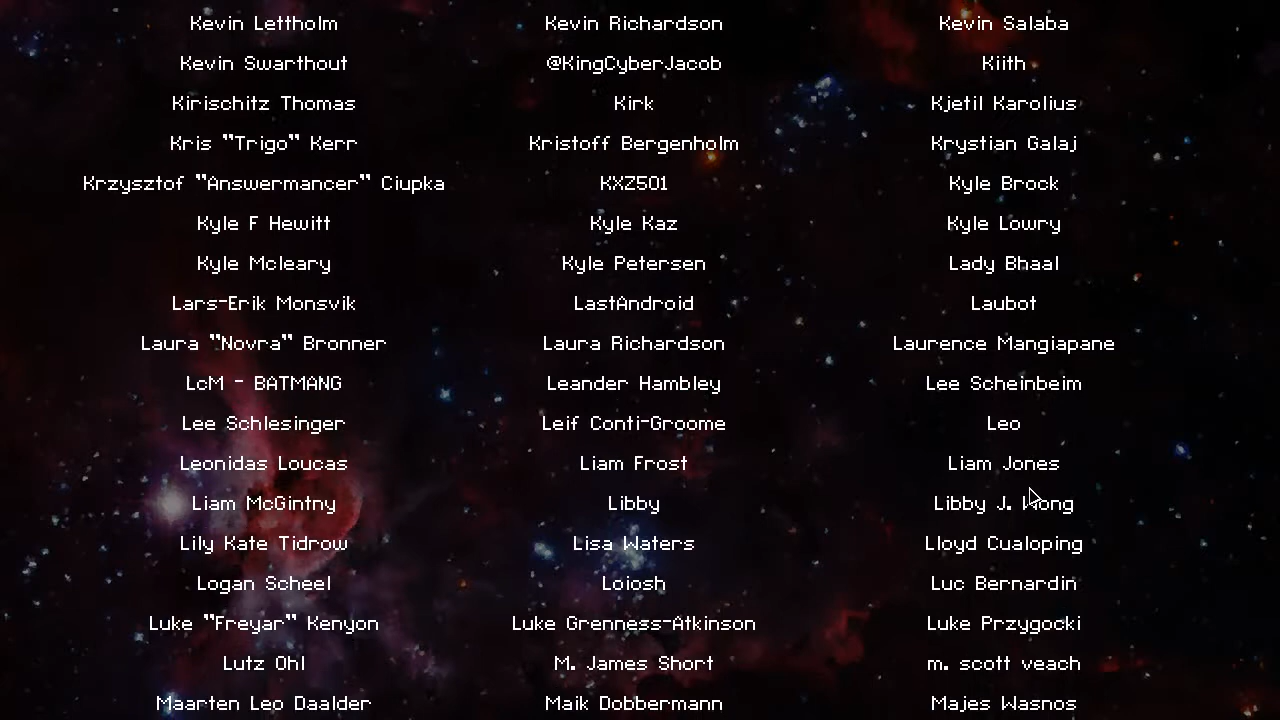 Kevin Lettholm Kevin Richardson Kevin Salaba
Kevin Swarthout @KingCyberJacob Kiith
Kirischitz Thomas Kirk Kjetil Karolius
Kris "Trigo" Kerr Kristoff Bergenholm Krystian Galaj
Krzysztof "Answermancer" Ciupka KXZ501 Kyle Brock
Kyle F Hewitt Kyle Kaz Kyle Lowry
Kyle Mcleary Kyle Petersen Lady Bhaal
Lars-Erik Monsvik LastAndroid Laubot
Laura "Novra" Bronner Laura Richardson Laurence Mangiapane
LcM - BATMANG Leander Hambley Lee Scheinbeim
Lee Schlesinger Leif Conti-Groome Leo
Leonidas Loucas Liam Frost Liam Jones
Liam McGintny Libby Libby J. Wong
Lily Kate Tidrow Lisa Waters Lloyd Cualoping
Logan Scheel Loiosh Luc Bernardin
Luke "Freyar" Kenyon Luke Grenness-Atkinson Luke Przygocki
Lutz Ohl M. James Short m. scott veach
Maarten Leo Daalder Maik Dobbermann Majes Wasnos